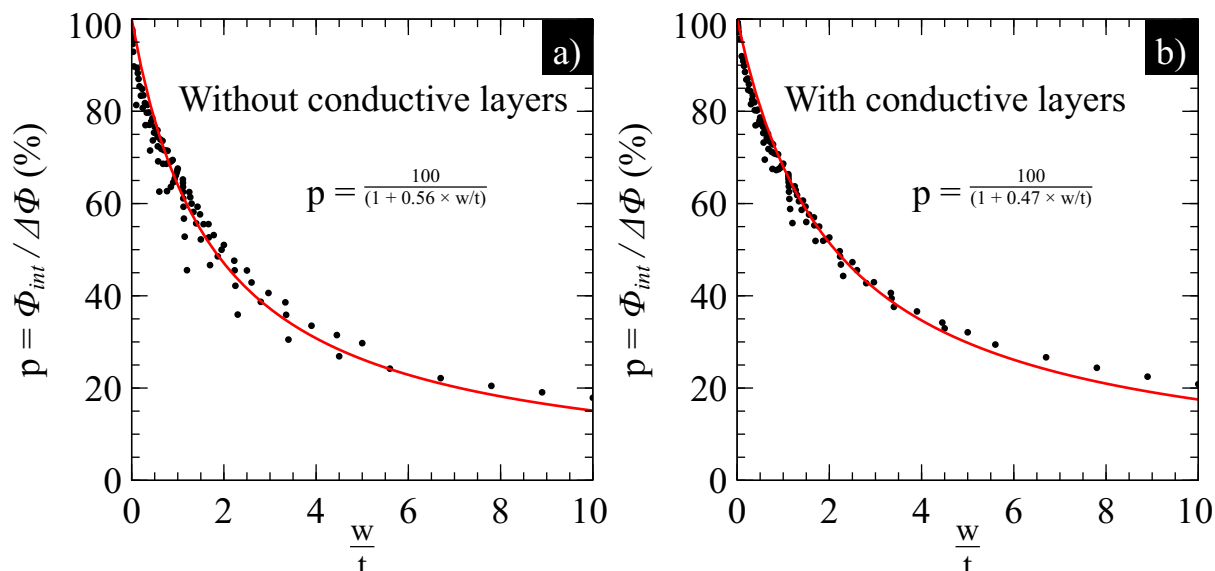 100
80
60
40
20
0
p = Φint / ΔΦ (%)
a)
Without conductive layers
p = 100 / (1 + 0.56 × w/t)
0 2 4 6 8 10
w
t
100
80
60
40
20
0
p = Φint / ΔΦ (%)
b)
With conductive layers
p = 100 / (1 + 0.47 × w/t)
0 2 4 6 8 10
w
t